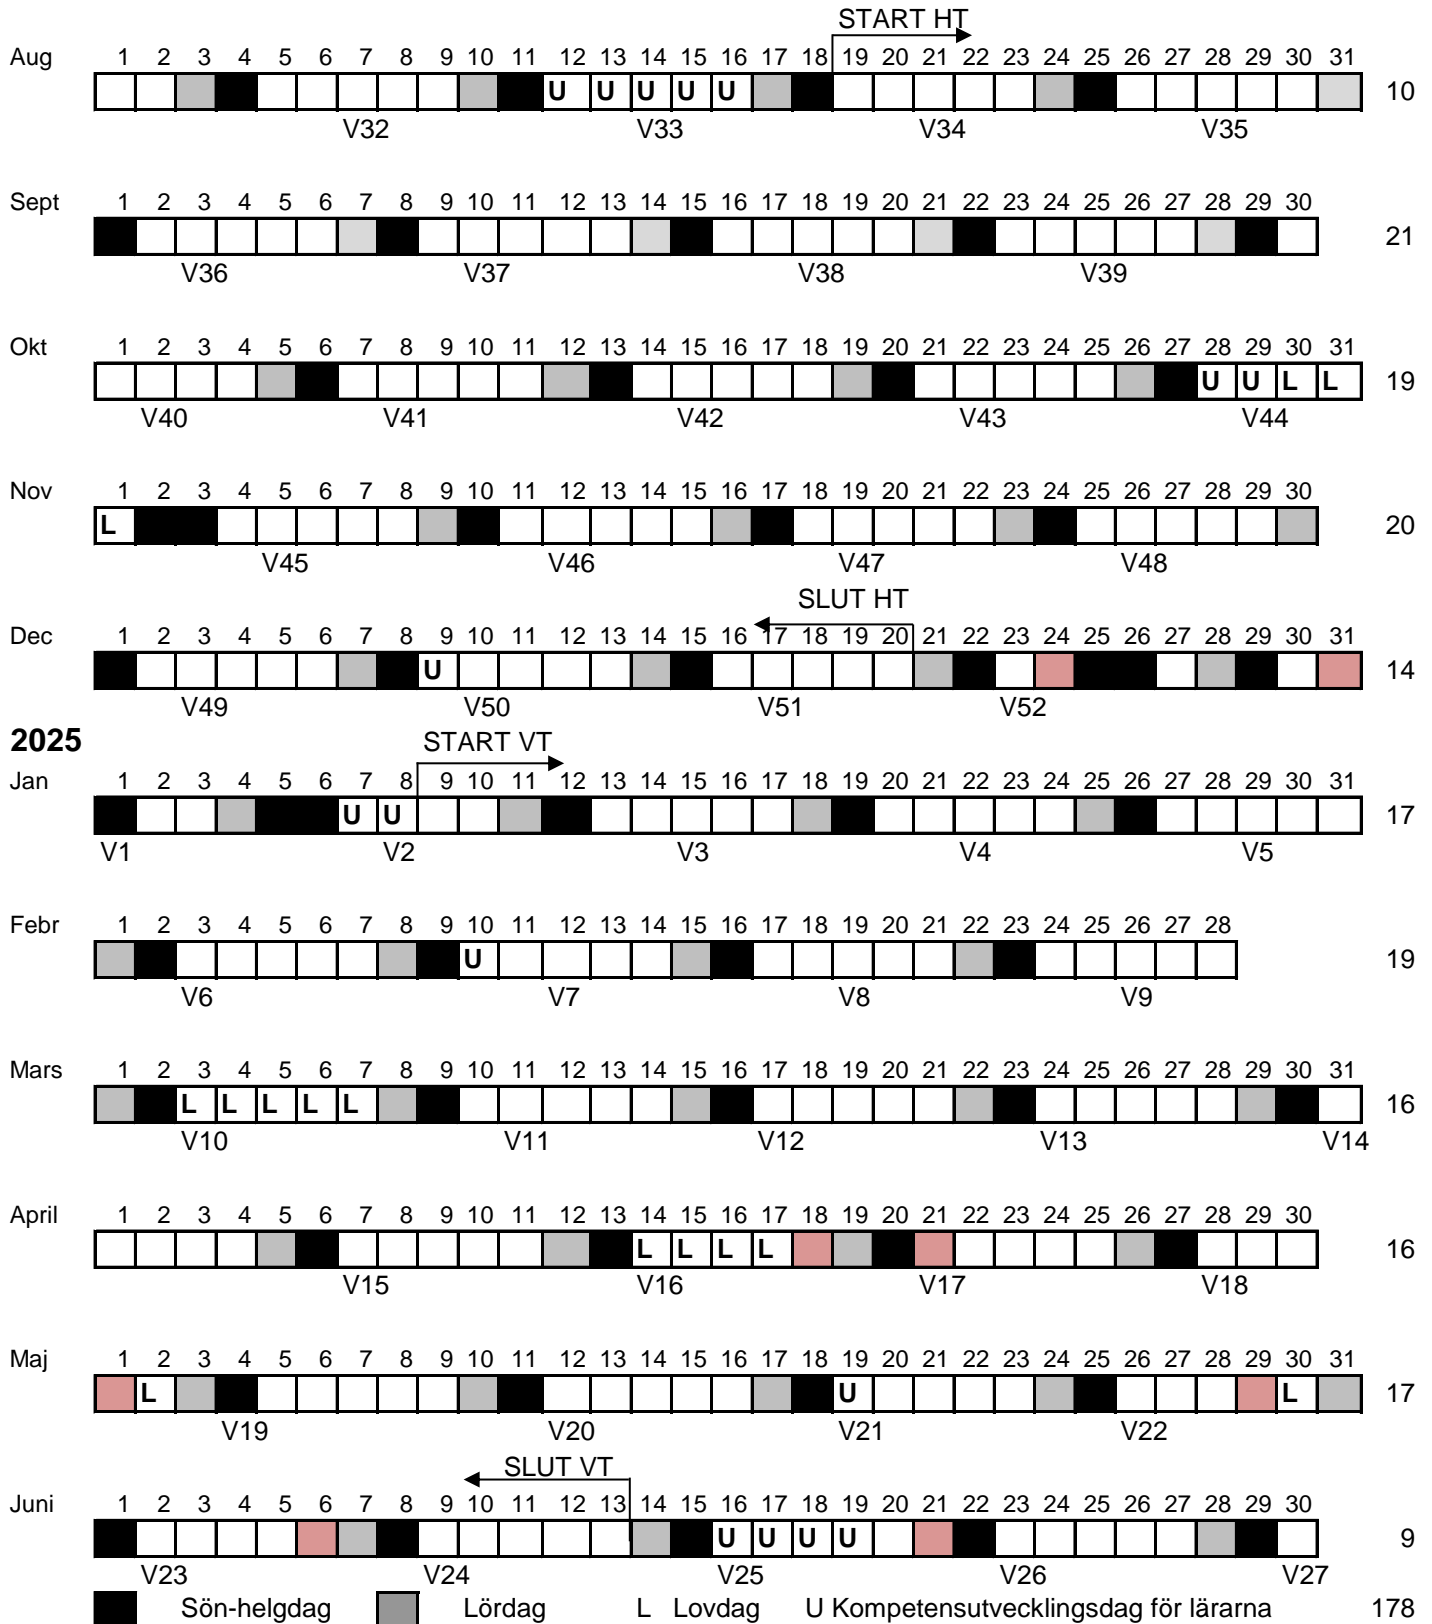 START HT
Aug 1 2 3 4 5 6 7 8 9 10 11 12 13 14 15 16 17 18 19 20 21 22 23 24 25 26 27 28 29 30 31
U U U U U 10
V32 V33 V34 V35
Sept 1 2 3 4 5 6 7 8 9 10 11 12 13 14 15 16 17 18 19 20 21 22 23 24 25 26 27 28 29 30
21
V36 V37 V38 V39
Okt 1 2 3 4 5 6 7 8 9 10 11 12 13 14 15 16 17 18 19 20 21 22 23 24 25 26 27 28 29 30 31
U U L L 19
V40 V41 V42 V43 V44
Nov 1 2 3 4 5 6 7 8 9 10 11 12 13 14 15 16 17 18 19 20 21 22 23 24 25 26 27 28 29 30
L 20
V45 V46 V47 V48
SLUT HT
Dec 1 2 3 4 5 6 7 8 9 10 11 12 13 14 15 16 17 18 19 20 21 22 23 24 25 26 27 28 29 30 31
U 14
V49 V50 V51 V52
2025
START VT
Jan 1 2 3 4 5 6 7 8 9 10 11 12 13 14 15 16 17 18 19 20 21 22 23 24 25 26 27 28 29 30 31
U U 17
V1 V2 V3 V4 V5
Febr 1 2 3 4 5 6 7 8 9 10 11 12 13 14 15 16 17 18 19 20 21 22 23 24 25 26 27 28
U 19
V6 V7 V8 V9
Mars 1 2 3 4 5 6 7 8 9 10 11 12 13 14 15 16 17 18 19 20 21 22 23 24 25 26 27 28 29 30 31
L L L L L 16
V10 V11 V12 V13 V14
April 1 2 3 4 5 6 7 8 9 10 11 12 13 14 15 16 17 18 19 20 21 22 23 24 25 26 27 28 29 30
L L L L 16
V15 V16 V17 V18
Maj 1 2 3 4 5 6 7 8 9 10 11 12 13 14 15 16 17 18 19 20 21 22 23 24 25 26 27 28 29 30 31
L U L 17
V19 V20 V21 V22
SLUT VT
Juni 1 2 3 4 5 6 7 8 9 10 11 12 13 14 15 16 17 18 19 20 21 22 23 24 25 26 27 28 29 30
U U U U 9
V23 V24 V25 V26 V27
Sön-helgdag Lördag L Lovdag U Kompetensutvecklingsdag för lärarna 178